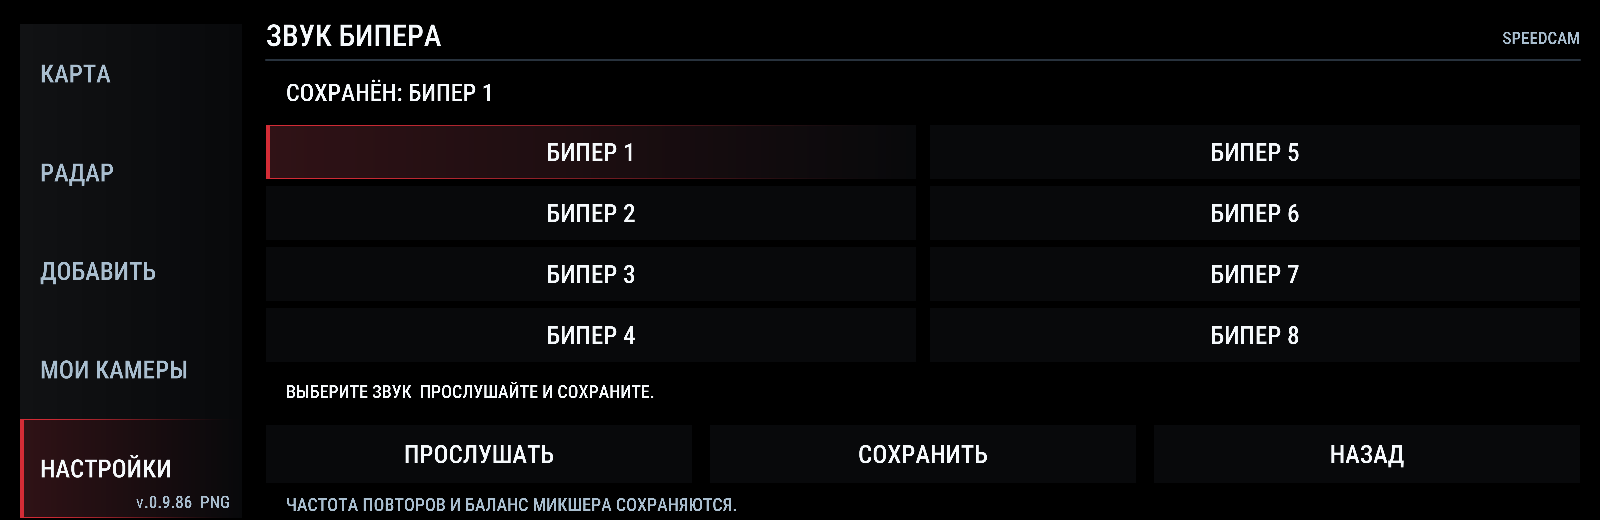 ЗВУК БИПЕРА
SPEEDCAM
КАРТА
РАДАР
ДОБАВИТЬ
МОИ КАМЕРЫ
НАСТРОЙКИ
v.0.9.86 PNG
СОХРАНЁН: БИПЕР 1
БИПЕР 1
БИПЕР 5
БИПЕР 2
БИПЕР 6
БИПЕР 3
БИПЕР 7
БИПЕР 4
БИПЕР 8
ВЫБЕРИТЕ ЗВУК ПРОСЛУШАЙТЕ И СОХРАНИТЕ.
ПРОСЛУШАТЬ
СОХРАНИТЬ
НАЗАД
ЧАСТОТА ПОВТОРОВ И БАЛАНС МИКШЕРА СОХРАНЯЮТСЯ.